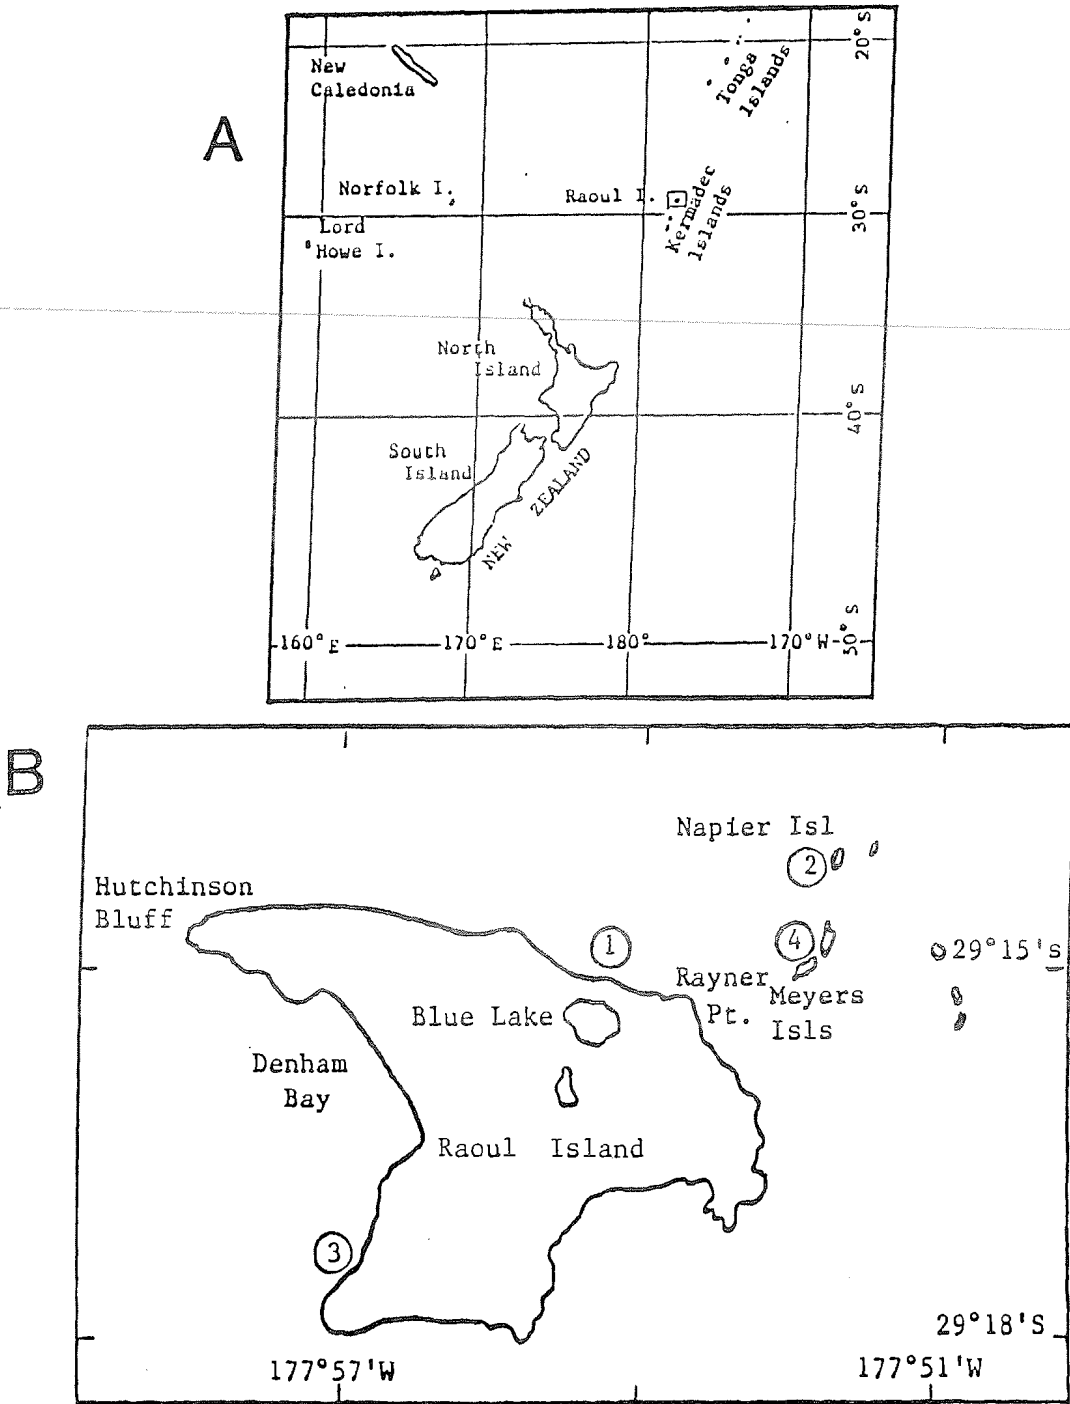 A
New
Caledonia
Tonga
Islands
20°S
Norfolk I.
Raoul I.
Kermadec
Islands
30°S
Lord
Howe I.
North
Island
40°S
South
Island
NEW ZEALAND
160°E
170°E
180°
170°W
50°S
B
Napier Isl
2
Hutchinson
Bluff
1
4
29°15's
Rayner
Pt.
Meyers
Isls
Blue Lake
Denham
Bay
Raoul Island
3
29°18'S
177°57'W
177°51'W